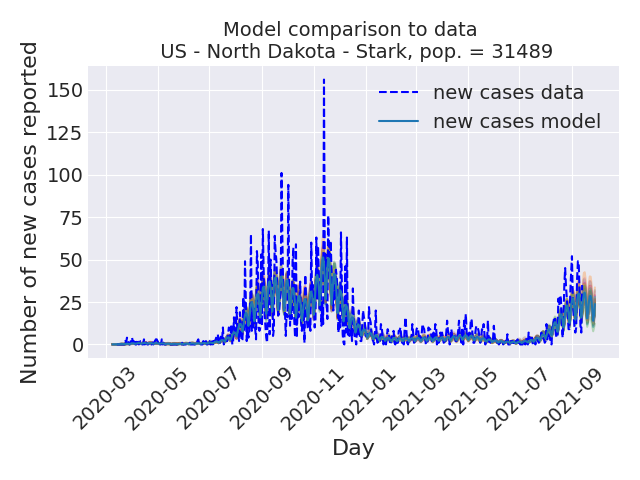 Model comparison to data
US - North Dakota - Stark, pop. = 31489
Number of new cases reported
150
125
100
75
50
25
0
new cases data
new cases model
2020-03
2020-05
2020-07
2020-09
2020-11
2021-01
2021-03
2021-05
2021-07
2021-09
Day